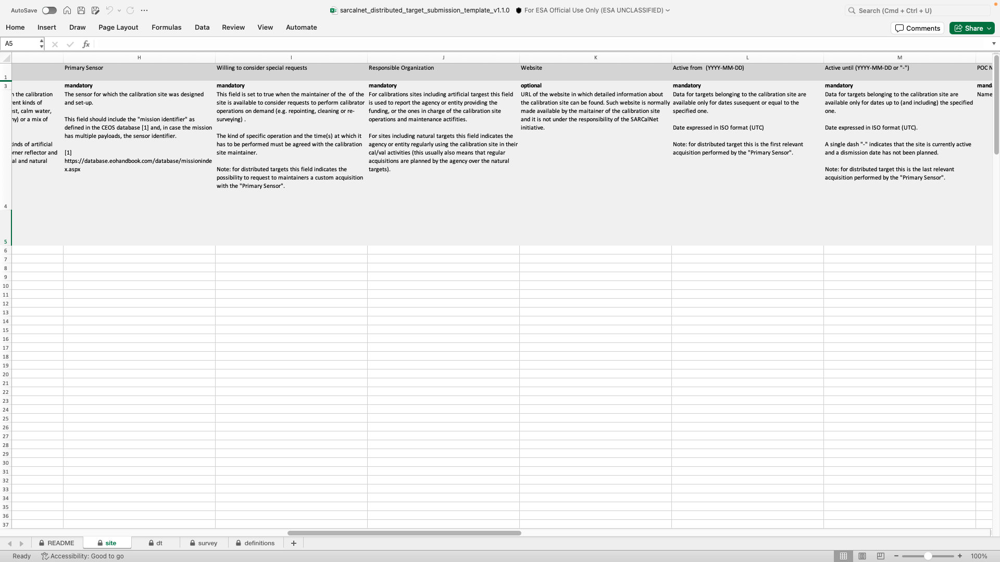 AutoSave
sarcalnet_distributed_target_submission_template_v1.1.0
For ESA Official Use Only (ESA UNCLASSIFIED)
Search (Cmd + Ctrl + U)
Home Insert Draw Page Layout Formulas Data Review View Automate
Comments
Share
A5
fx
H I J K L M
1
Primary Sensor
Willing to consider special requests
Responsible Organization
Website
Active from  (YYYY-MM-DD)
Active until (YYYY-MM-DD or "-")
POC N
3
n the calibration
ent kinds of
st, calm water,
y) or a mix of
inds of artificial
rner reflector and
al and natural
mandatory
The sensor for which the calibration site was designed
and set-up.
This field should include the "mission identifier" as
defined in the CEOS database [1] and, in case the mission
has multiple payloads, the sensor identifier.
[1]
https://database.eohandbook.com/database/missioninde
x.aspx
mandatory
This field is set to true when the maintainer of the  of the
site is available to consider requests to perform calibrator
operations on demand (e.g. repointing, cleaning or re-
surveying) .
The kind of specific operation and the time(s) at which it
has to be performed must be agreed with the calibration
site maintainer.
Note: for distributed targets this field indicates the
possibility to request to maintainers a custom acquisition
with the "Primary Sensor".
mandatory
For calibrations sites including artificial targest this field
is used to report the agency or entity providing the
funding, or the ones in charge of the calibration site
operations and maintenance actifities.
For sites including natural targets this field indicates the
agency or entity regularly using the calibration site in their
cal/val activities (this usually also means that regular
acquisitions are planned by the agency over the natural
targets).
optional
URL of the website in which detailed information about
the calibration site can be found. Such website is normally
made available by the maitainer of the calibration site
and it is not under the responsibility of the SARCalNet
initiative.
mandatory
Data for targets belonging to the calibration site are
available only for dates susequent or equal to the
specified one.
Date expressed in ISO format (UTC)
Note: for distributed target this is the first relevant
acquisition performed by the "Primary Sensor".
mandatory
Data for targets belonging to the calibration site are
available only for dates up to (and including) the specified
one.
Date expressed in ISO format (UTC).
A single dash "-" indicates that the site is currently active
and a dismission date has not been planned.
Note: for distributed target this is the last relevant
acquisition performed by the "Primary Sensor".
mand
Name
4
5
6
7
8
9
10
11
12
13
14
15
16
17
18
19
20
21
22
23
24
25
26
27
28
29
30
31
32
33
34
35
36
37
README site dt survey definitions +
Ready
Accessibility: Good to go
100%